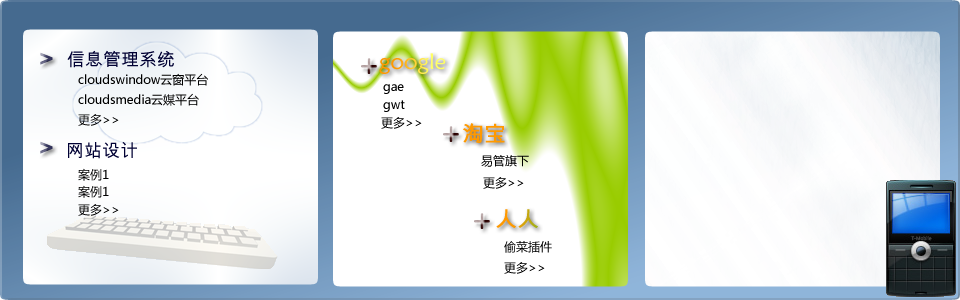 信息管理系统
cloudswindow云窗平台
cloudsmedia云媒平台
更多>>
网站设计
案例1
案例1
更多>>
google
gae
gwt
更多>>
淘宝
易管旗下
更多>>
人人
偷菜插件
更多>>
T-Mobile